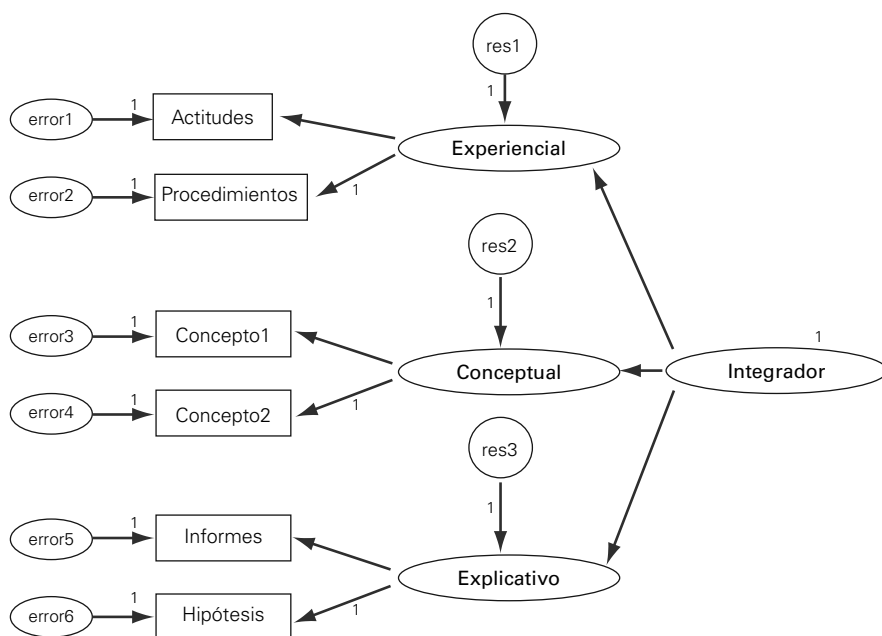 res1
1
error1
1
Actitudes
Experiencial
error2
1
Procedimientos
1
res2
1
error3
1
Concepto1
1
Conceptual
Integrador
error4
1
Concepto2
1
res3
1
error5
1
Informes
Explicativo
error6
1
Hipótesis
1